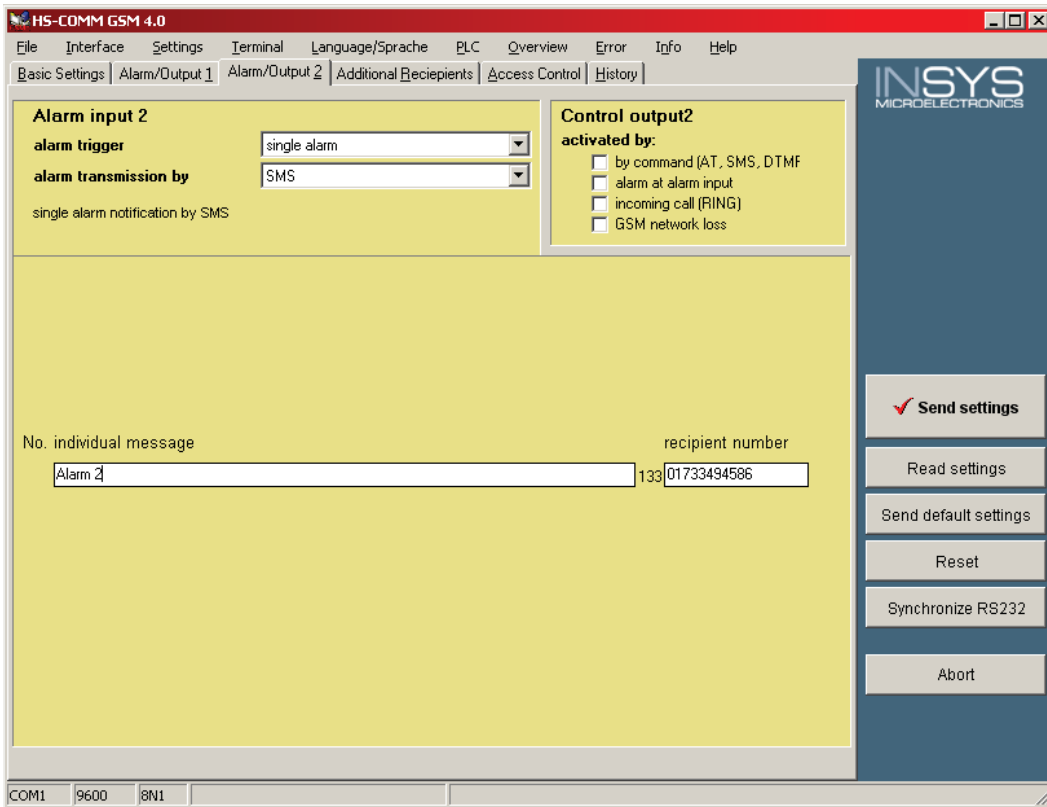 HS-COMM GSM 4.0
File Interface Settings Terminal Language/Sprache PLC Overview Error Info Help
Basic Settings Alarm/Output 1 Alarm/Output 2 Additional Reciepients Access Control History
INSYS
MICROELECTRONICS
Alarm input 2
alarm trigger single alarm
alarm transmission by SMS
single alarm notification by SMS
Control output2
activated by:
by command (AT, SMS, DTMF
alarm at alarm input
incoming call (RING)
GSM network loss
No. individual message recipient number
Alarm 2 133 01733494586
Send settings
Read settings
Send default settings
Reset
Synchronize RS232
Abort
COM1 9600 8N1